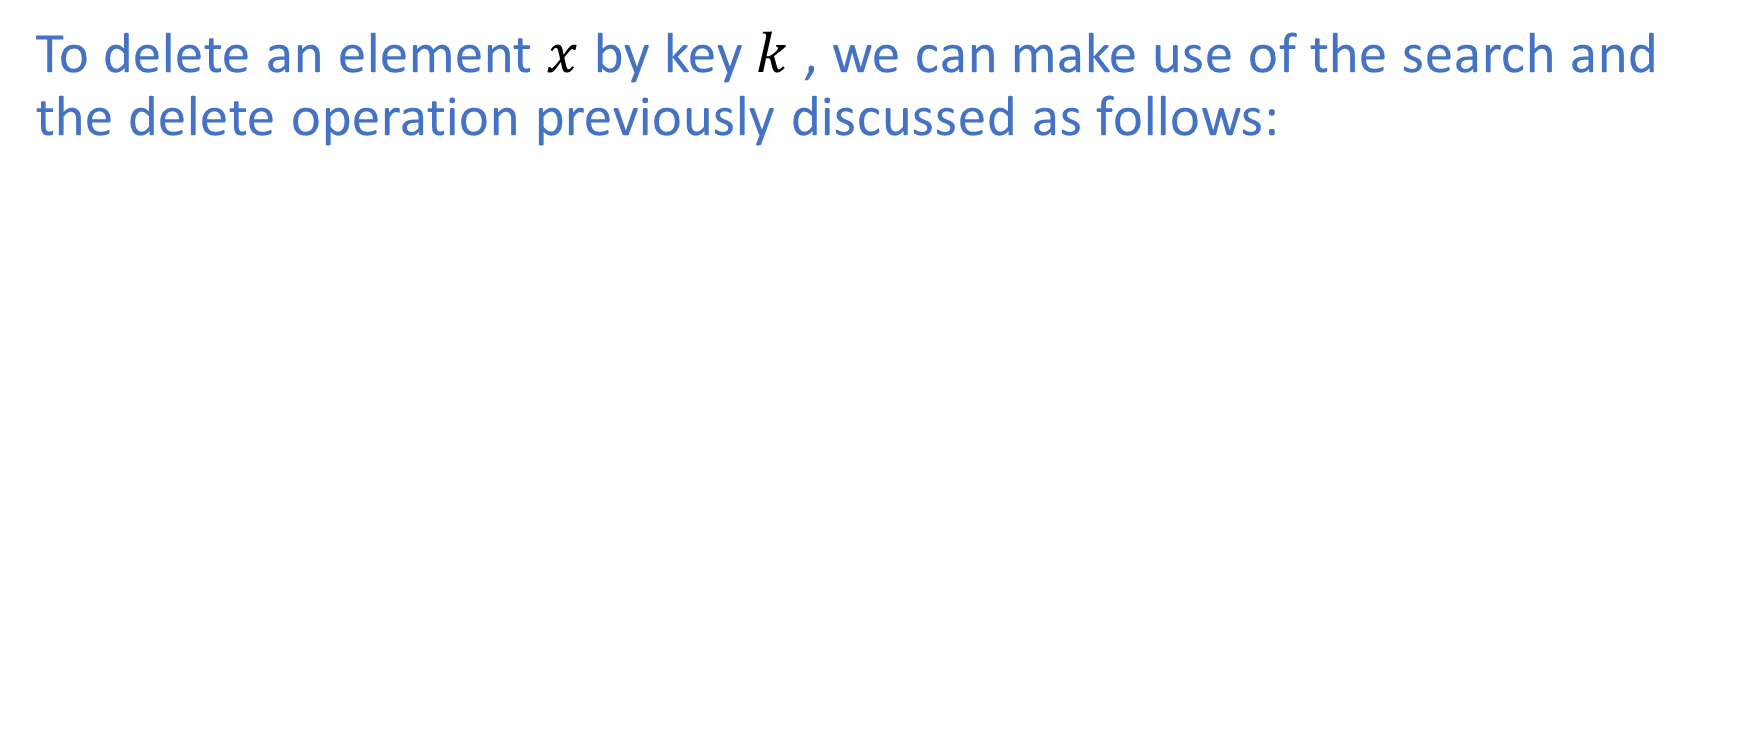 To delete an element x by key k , we can make use of the search and
the delete operation previously discussed as follows: